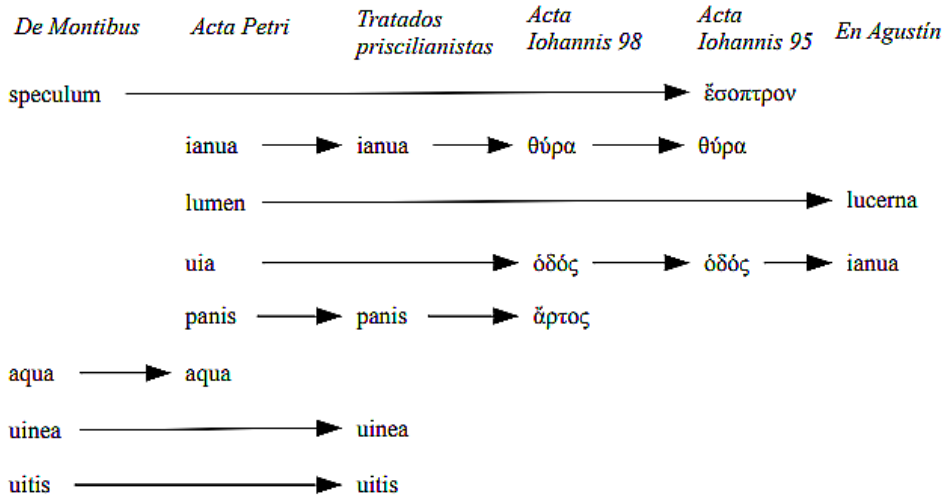 De Montibus Acta Petri Tratados priscilianistas Acta Iohannis 98 Acta Iohannis 95 En Agustín
speculum ἔσοπτρον
ianua ianua θύρα θύρα
lumen lucerna
uia ὁδός ὁδός ianua
panis panis ἄρτος
aqua aqua
uinea uinea
uitis uitis